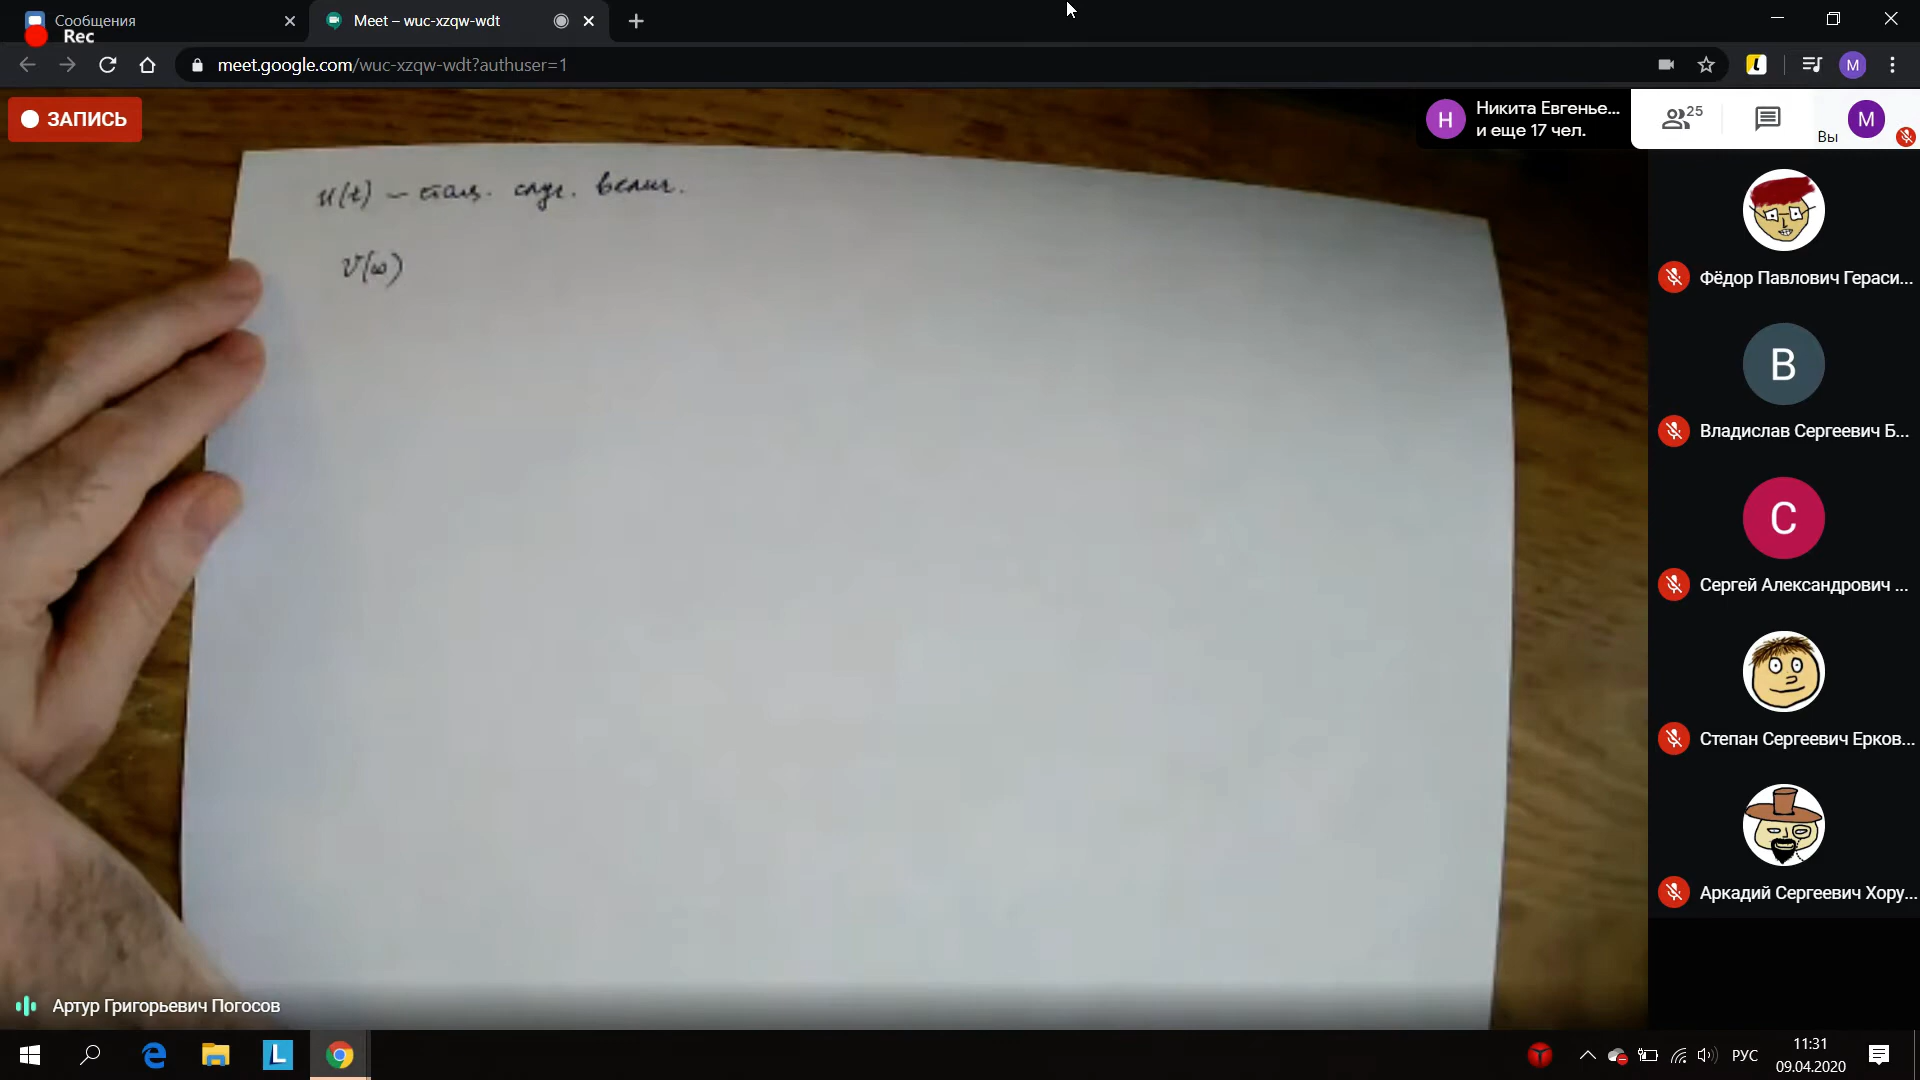 Сообщения
Meet – wuc-xzqw-wdt
Rec
meet.google.com/wuc-xzqw-wdt?authuser=1
ЗАПИСЬ
Н
Никита Евгенье...
и еще 17 чел.
25
Вы
М
u(t) – стац. случ. велич.
V(ω)
Фёдор Павлович Гераси...
В
Владислав Сергеевич Б...
С
Сергей Александрович ...
Степан Сергеевич Ерков...
Аркадий Сергеевич Хору...
Артур Григорьевич Погосов
L
РУС
11:31
09.04.2020